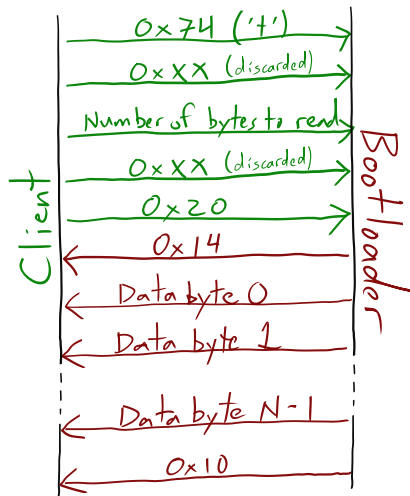 0x74 ('t')
0xXX (discarded)
Number of bytes to read
0xXX (discarded)
0x20
Client
Bootloader
0x14
Data byte 0
Data byte 1
Data byte N-1
0x10